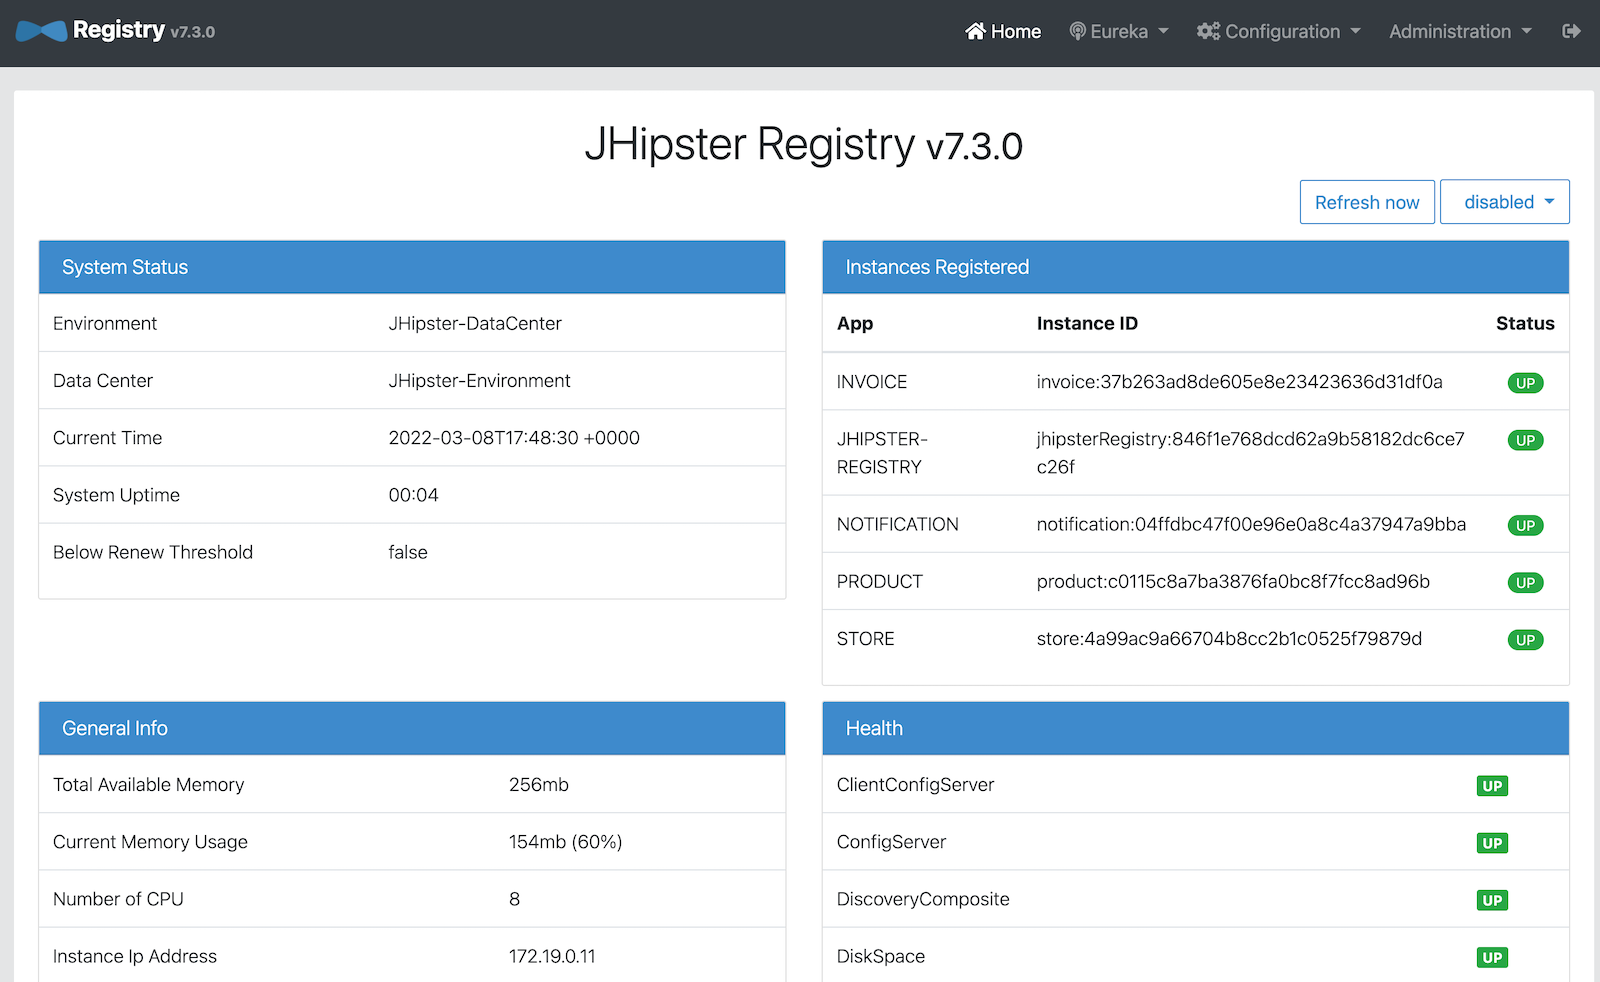 Registry v7.3.0
Home
Eureka
Configuration
Administration
JHipster Registry v7.3.0
Refresh now
disabled
System Status
Environment JHipster-DataCenter
Data Center JHipster-Environment
Current Time 2022-03-08T17:48:30 +0000
System Uptime 00:04
Below Renew Threshold false
Instances Registered
App Instance ID Status
INVOICE invoice:37b263ad8de605e8e23423636d31df0a UP
JHIPSTER- jhipsterRegistry:846f1e768dcd62a9b58182dc6ce7 UP
REGISTRY c26f
NOTIFICATION notification:04ffdbc47f00e96e0a8c4a37947a9bba UP
PRODUCT product:c0115c8a7ba3876fa0bc8f7fcc8ad96b UP
STORE store:4a99ac9a66704b8cc2b1c0525f79879d UP
General Info
Total Available Memory 256mb
Current Memory Usage 154mb (60%)
Number of CPU 8
Instance Ip Address 172.19.0.11
Health
ClientConfigServer UP
ConfigServer UP
DiscoveryComposite UP
DiskSpace UP